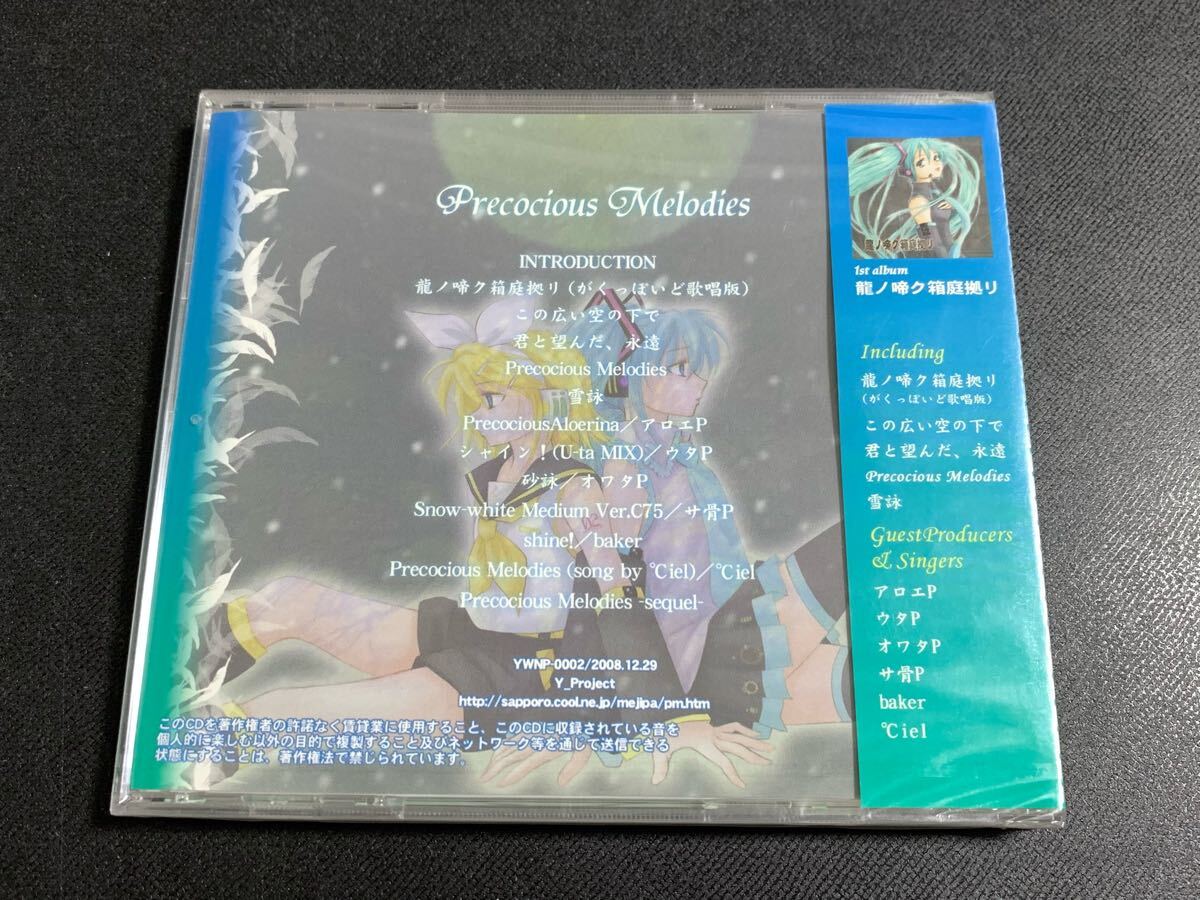 Precocious Melodies
INTRODUCTION
龍ノ啼ク箱庭拠リ（がくっぽいど歌唱版）
この広い空の下で
君と望んだ、永遠
Precocious Melodies
雪詠
PrecociousAloerina／アロエP
シャイン！(U-ta MIX)／ウタP
砂詠／オワタP
Snow-white Medium Ver.C75／サ骨P
shine!／baker
Precocious Melodies (song by ℃iel)／℃iel
Precocious Melodies -sequel-
YWNP-0002/2008.12.29
Y_Project
http://sapporo.cool.ne.jp/mejipa/pm.htm
このCDを著作権者の許諾なく賃貸業に使用すること、このCDに収録されている音を
個人的に楽しむ以外の目的で複製すること及びネットワーク等を通じて送信できる
状態にすることは、著作権法で禁じられています。
龍ノ啼ク箱庭拠リ
1st album
龍ノ啼ク箱庭拠リ
Including
龍ノ啼ク箱庭拠リ
（がくっぽいど歌唱版）
この広い空の下で
君と望んだ、永遠
Precocious Melodies
雪詠
GuestProducers
& Singers
アロエP
ウタP
オワタP
サ骨P
baker
℃iel